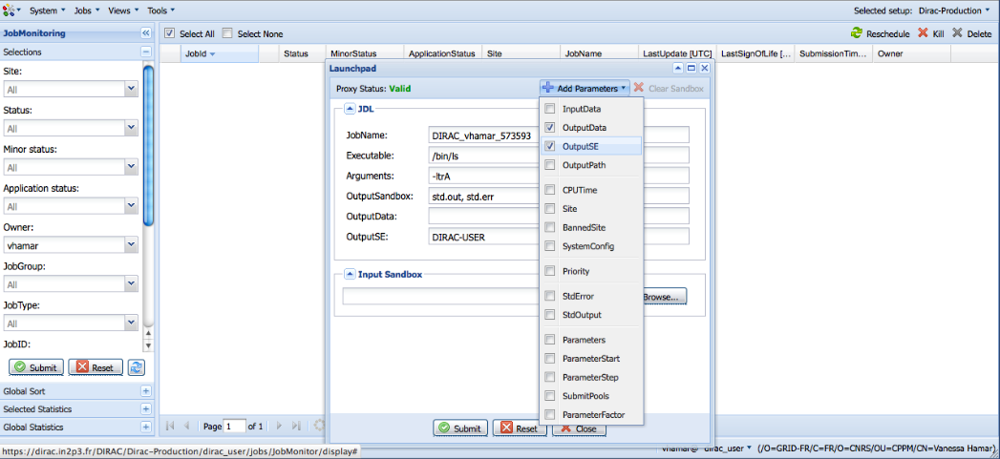 System Jobs Views Tools Selected setup: Dirac-Production
JobMonitoring Select All Select None Reschedule Kill Delete
Selections JobId Status MinorStatus ApplicationStatus Site JobName LastUpdate [UTC] LastSignOfLife [... SubmissionTim... Owner
Launchpad
Proxy Status: Valid Add Parameters Clear Sandbox
Site:
All
Status:
All
Minor status:
All
Application status:
All
Owner:
vhamar
JobGroup:
All
JobType:
All
JobID:
Submit Reset
Global Sort
Selected Statistics
Global Statistics
JDL
JobName: DIRAC_vhamar_573593
Executable: /bin/ls
Arguments: -ltrA
OutputSandbox: std.out, std.err
OutputData:
OutputSE: DIRAC-USER
Input Sandbox
Browse...
InputData
OutputData
OutputSE
OutputPath
CPUTime
Site
BannedSite
SystemConfig
Priority
StdError
StdOutput
Parameters
ParameterStart
ParameterStep
SubmitPools
ParameterFactor
Submit Reset Close
Page 1 of 1
https://dirac.in2p3.fr/DIRAC/Dirac-Production/dirac_user/jobs/JobMonitor/display#
vhamar@ dirac_user (/O=GRID-FR/C=FR/O=CNRS/OU=CPPM/CN=Vanessa Hamar)